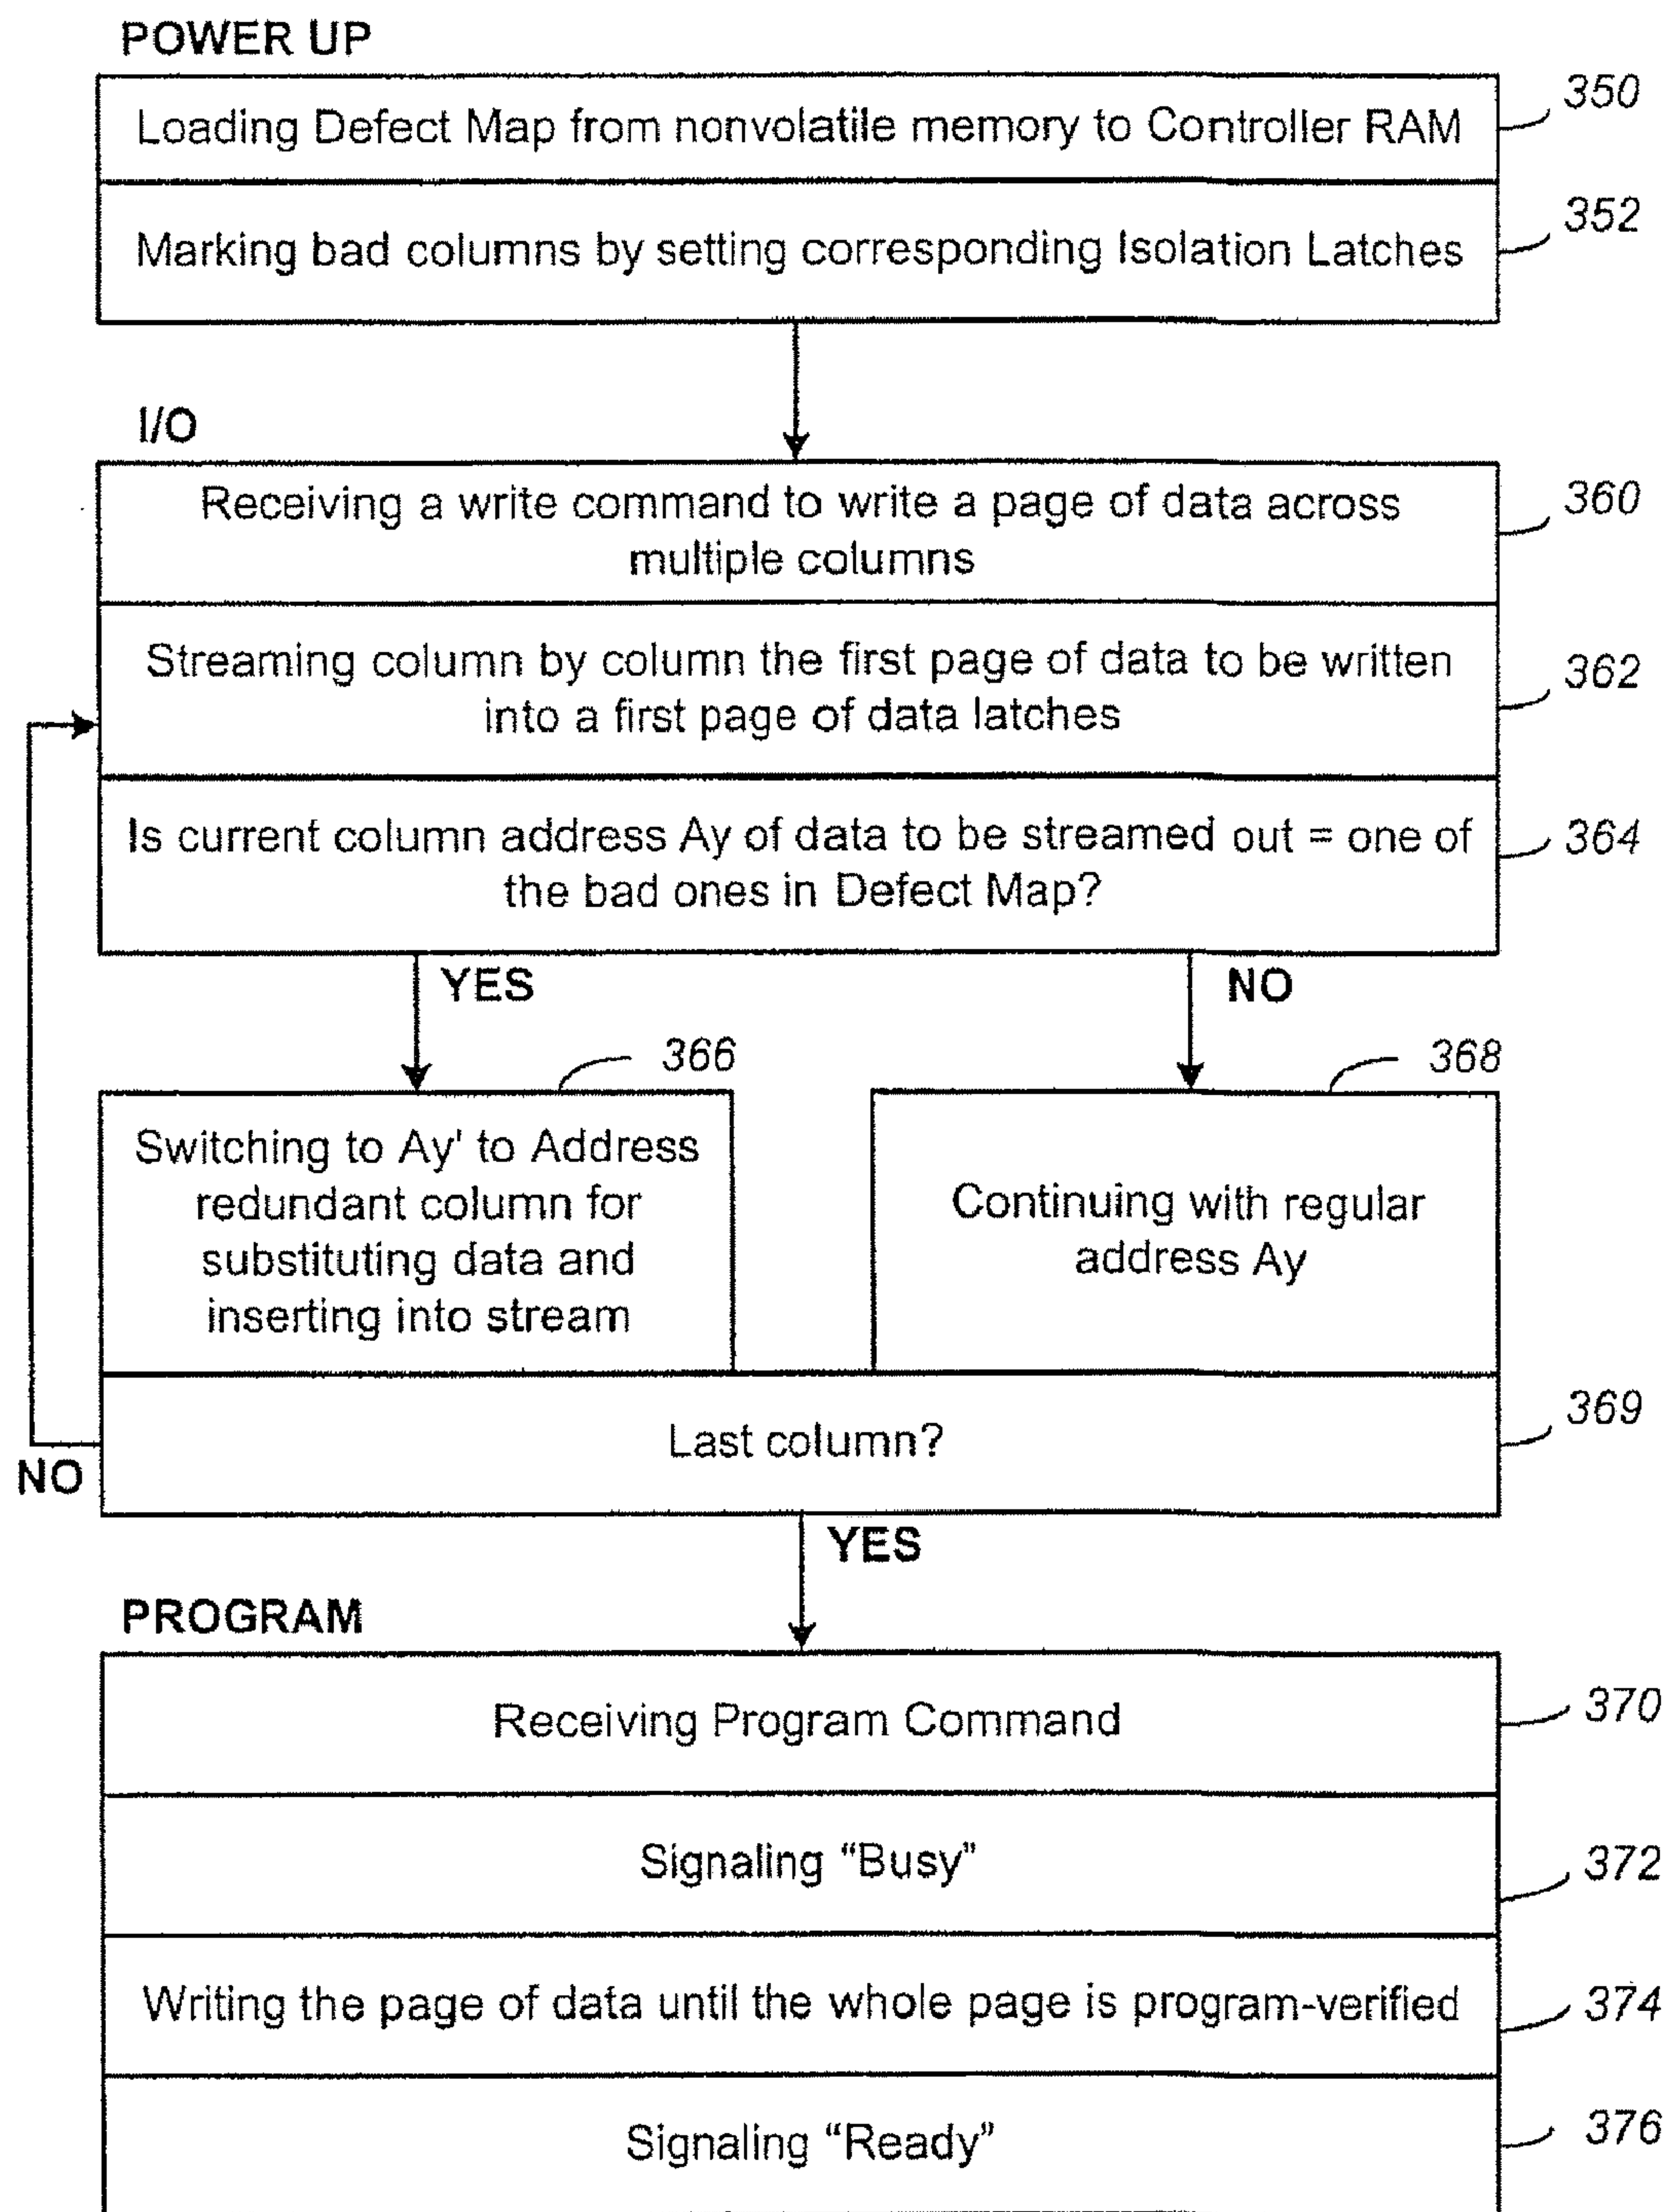 POWER UP
Loading Defect Map from nonvolatile memory to Controller RAM
350
Marking bad columns by setting corresponding Isolation Latches
352
I/O
Receiving a write command to write a page of data across
multiple columns
360
Streaming column by column the first page of data to be written
into a first page of data latches
362
Is current column address Ay of data to be streamed out = one of
the bad ones in Defect Map?
364
YES
NO
366
368
Switching to Ay' to Address
redundant column for
substituting data and
inserting into stream
Continuing with regular
address Ay
Last column?
369
NO
YES
PROGRAM
Receiving Program Command
370
Signaling “Busy”
372
Writing the page of data until the whole page is program-verified
374
Signaling “Ready”
376